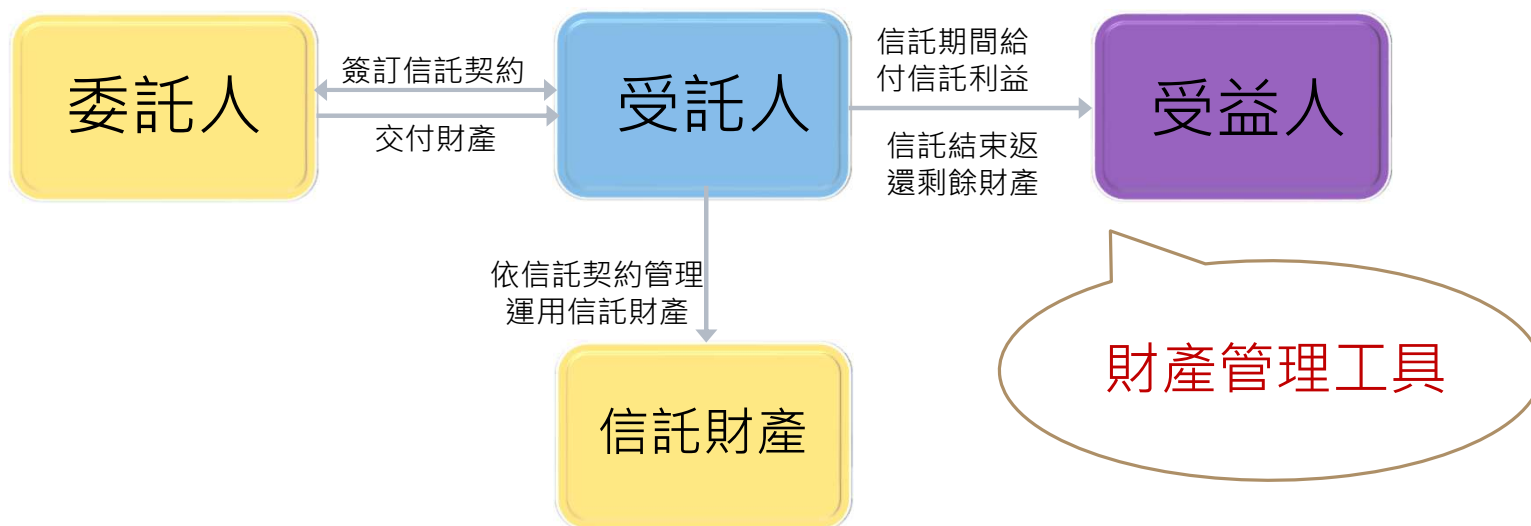 委託人
簽訂信託契約
交付財產
受託人
信託期間給
付信託利益
信託結束返
還剩餘財產
受益人
依信託契約管理
運用信託財產
信託財產
財產管理工具